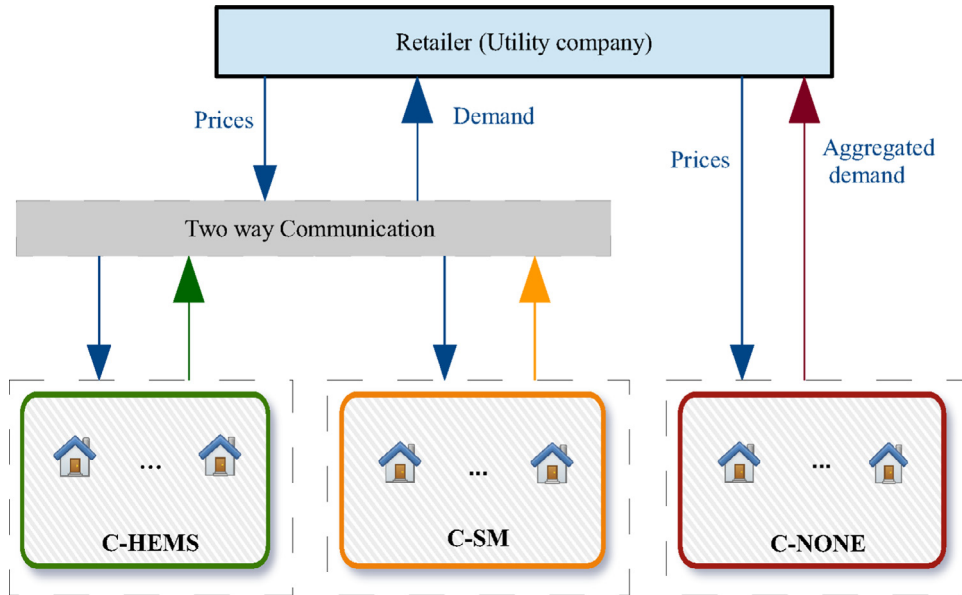 Retailer (Utility company)
Prices
Demand
Prices
Aggregated
demand
Two way Communication
...
...
...
C-HEMS
C-SM
C-NONE